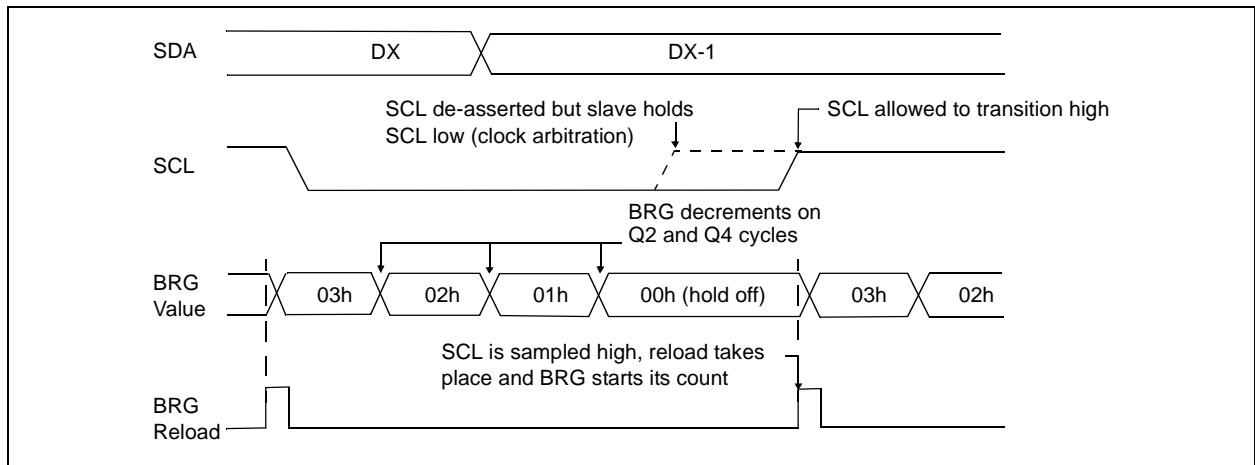 SDA
DX
DX-1
SCL de-asserted but slave holds
SCL low (clock arbitration)
SCL allowed to transition high
SCL
BRG decrements on
Q2 and Q4 cycles
BRG
Value
03h
02h
01h
00h (hold off)
03h
02h
SCL is sampled high, reload takes
place and BRG starts its count
BRG
Reload